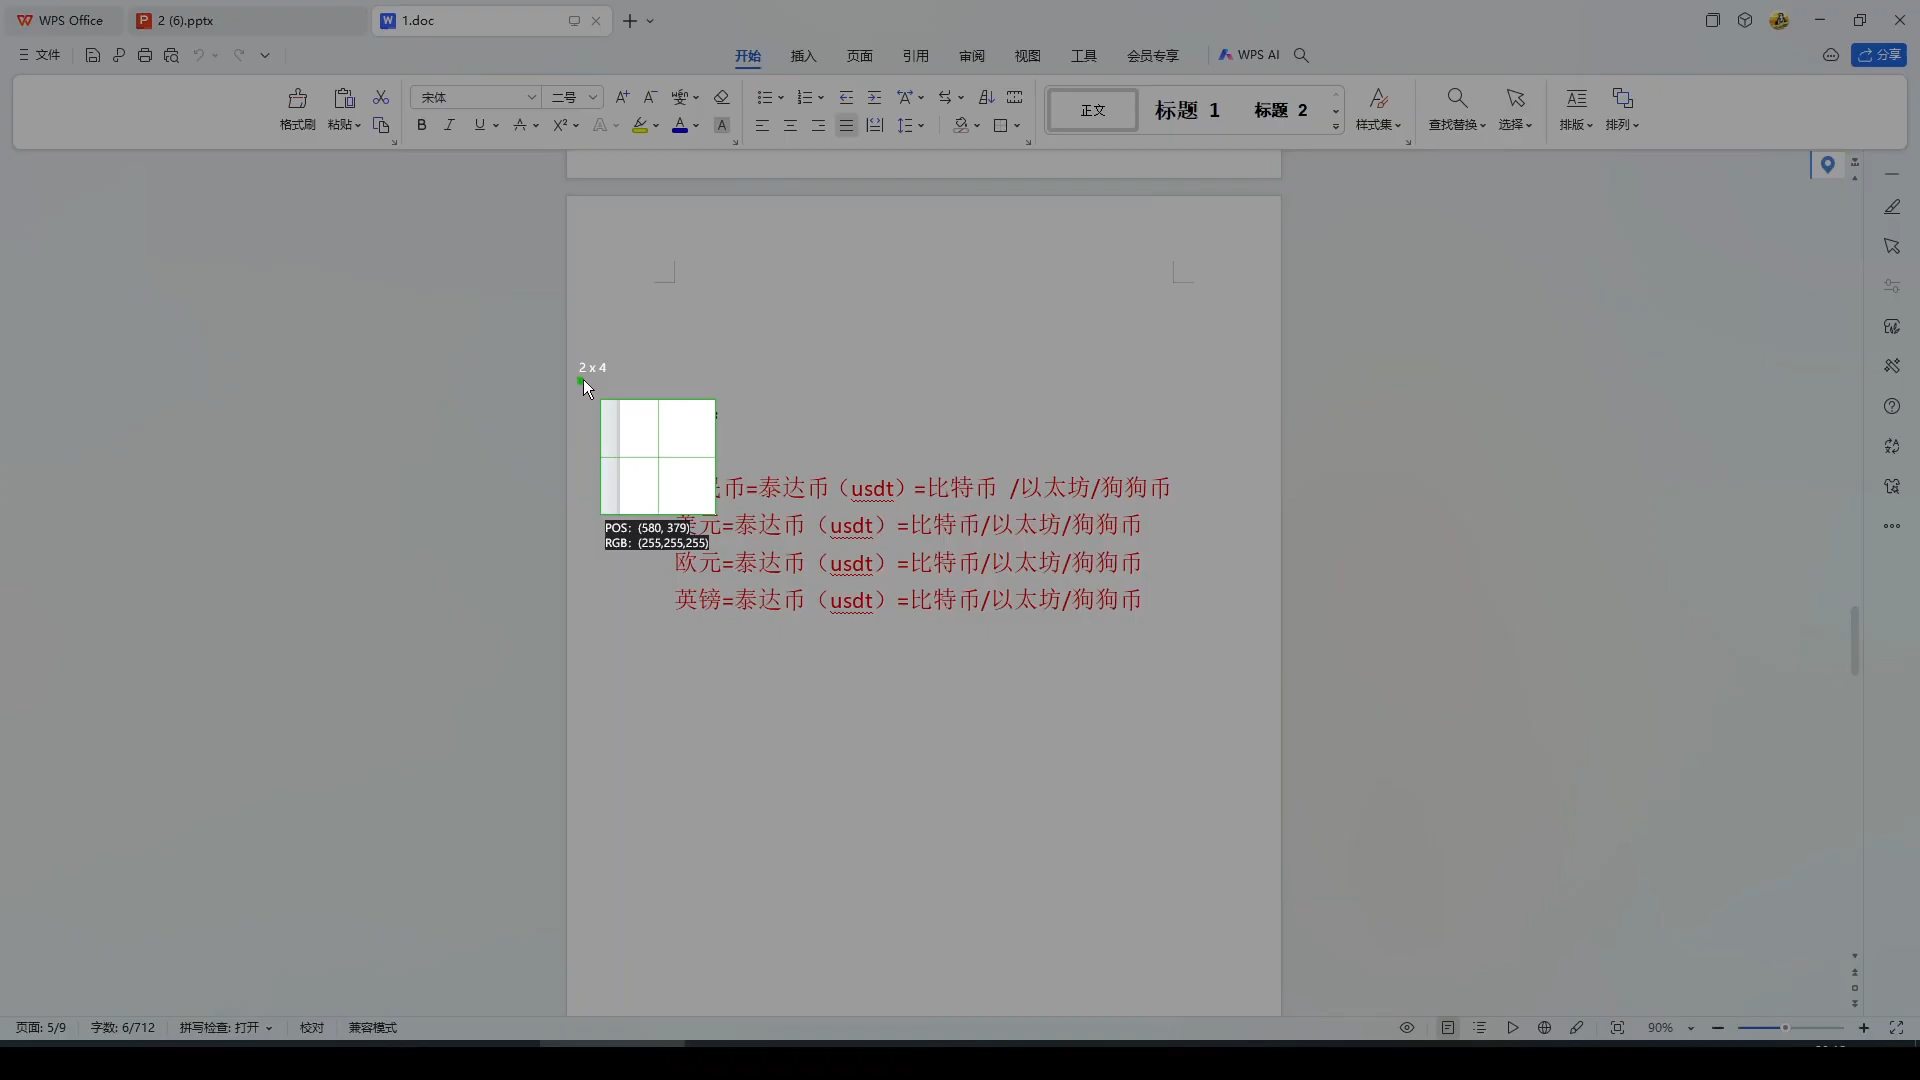 WPS Office
2 (6).pptx
1.doc
文件
开始
插入
页面
引用
审阅
视图
工具
会员专享
WPS AI
分享
格式刷
粘贴
宋体
二号
正文
标题 1
标题 2
样式集
查找替换
选择
排版
排列
2 x 4
币=泰达币（usdt）=比特币 /以太坊/狗狗币
POS: (580, 379)
美元=泰达币（usdt）=比特币/以太坊/狗狗币
RGB: (255,255,255)
欧元=泰达币（usdt）=比特币/以太坊/狗狗币
英镑=泰达币（usdt）=比特币/以太坊/狗狗币
页面: 5/9
字数: 6/712
拼写检查: 打开
校对
兼容模式
90%